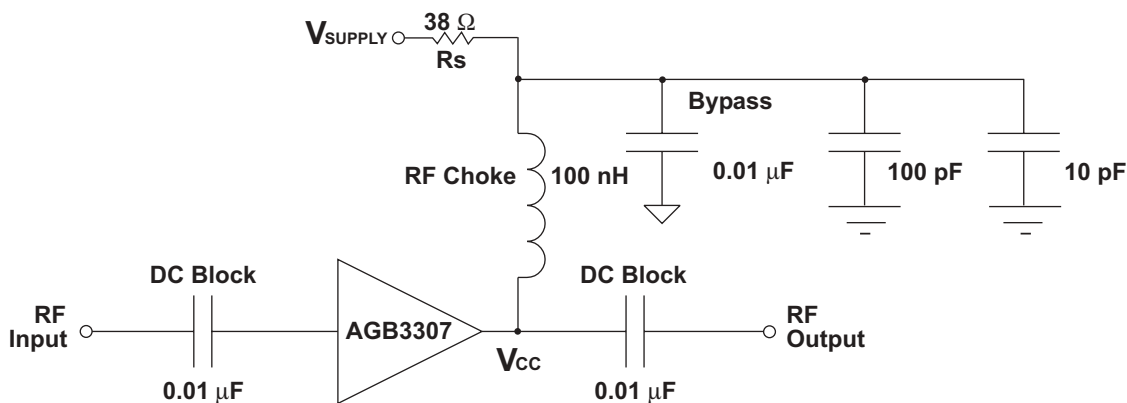 38 Ω
VSUPPLY
Rs
Bypass
RF Choke
100 nH
0.01 μF
100 pF
10 pF
DC Block
DC Block
RF
Input
AGB3307
RF
Output
VCC
0.01 μF
0.01 μF